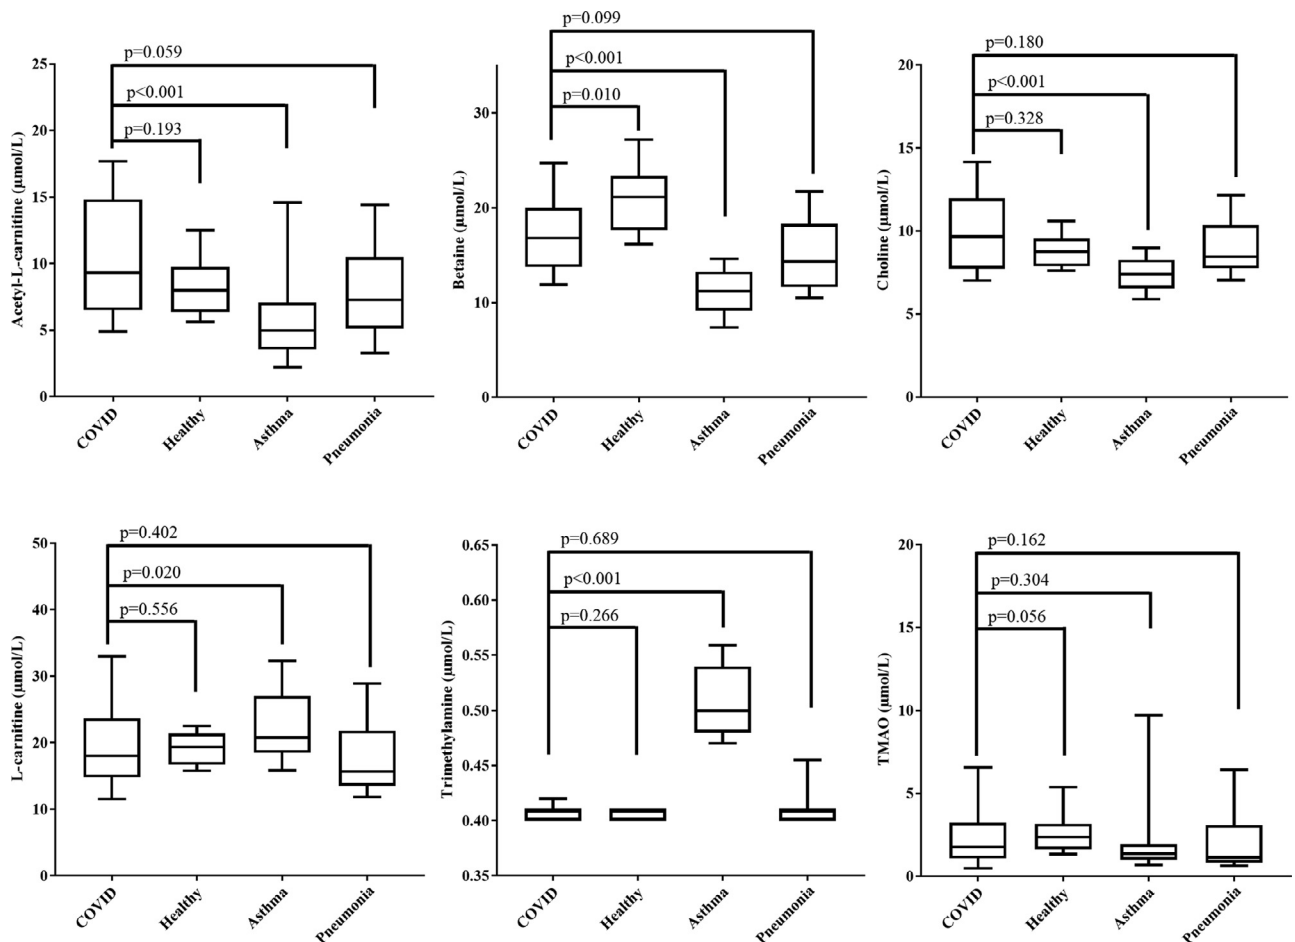 p=0.059
p<0.001
p=0.193
25
20
15
10
5
0
Acetyl-L-carnitine (µmol/L)
COVID
Healthy
Asthma
Pneumonia
p=0.099
p<0.001
p=0.010
30
20
10
0
Betaine (µmol/L)
COVID
Healthy
Asthma
Pneumonia
p=0.180
p<0.001
p=0.328
20
15
10
5
0
Choline (µmol/L)
COVID
Healthy
Asthma
Pneumonia
p=0.402
p=0.020
p=0.556
50
40
30
20
10
0
L-carnitine (µmol/L)
COVID
Healthy
Asthma
Pneumonia
p=0.689
p<0.001
p=0.266
0.65
0.60
0.55
0.50
0.45
0.40
0.35
Trimethylamine (µmol/L)
COVID
Healthy
Asthma
Pneumonia
p=0.162
p=0.304
p=0.056
20
15
10
5
0
TMAO (µmol/L)
COVID
Healthy
Asthma
Pneumonia